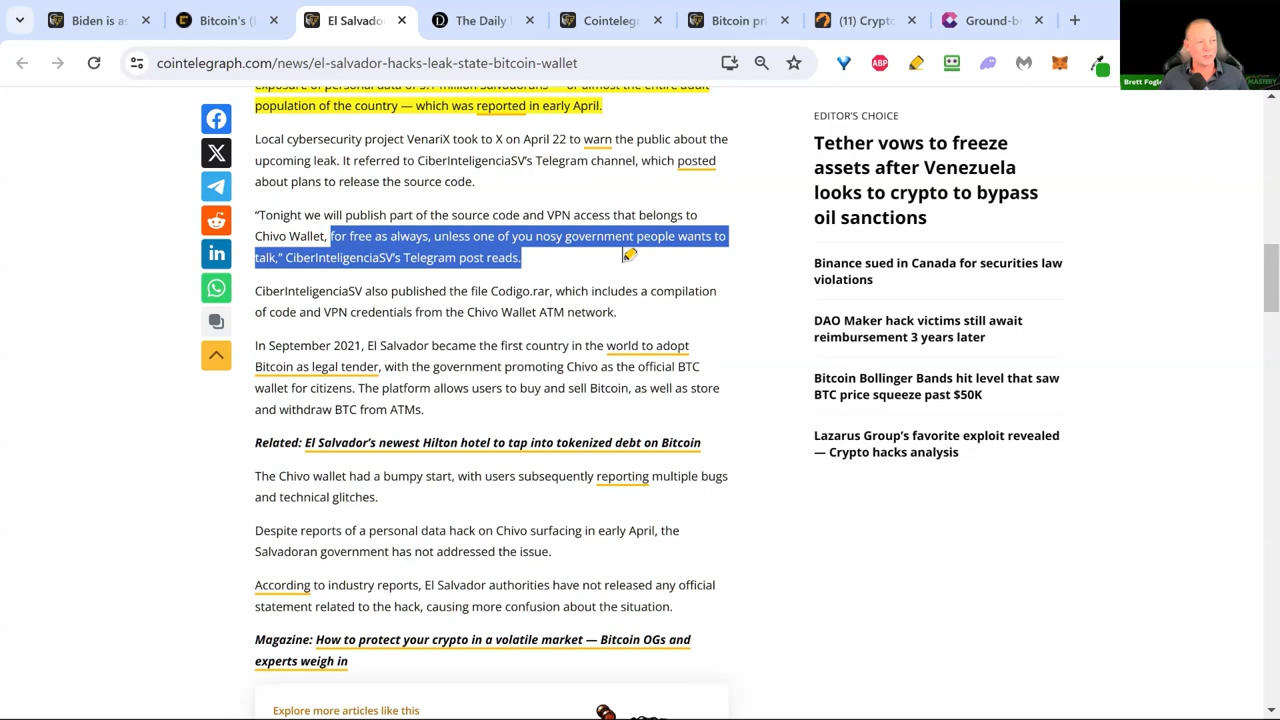 Biden is as
Bitcoin's (
El Salvado
The Daily
Cointelegr
Bitcoin pri
(11) Crypto
Ground-b
cointelegraph.com/news/el-salvador-hacks-leak-state-bitcoin-wallet
ABP
Brett Fogle
MASTERY
population of the country — which was reported in early April.
Local cybersecurity project VenariX took to X on April 22 to warn the public about the
upcoming leak. It referred to CiberInteligenciaSV's Telegram channel, which posted
about plans to release the source code.
“Tonight we will publish part of the source code and VPN access that belongs to
Chivo Wallet, for free as always, unless one of you nosy government people wants to
talk,” CiberInteligenciaSV's Telegram post reads.
CiberInteligenciaSV also published the file Codigo.rar, which includes a compilation
of code and VPN credentials from the Chivo Wallet ATM network.
In September 2021, El Salvador became the first country in the world to adopt
Bitcoin as legal tender, with the government promoting Chivo as the official BTC
wallet for citizens. The platform allows users to buy and sell Bitcoin, as well as store
and withdraw BTC from ATMs.
Related: El Salvador's newest Hilton hotel to tap into tokenized debt on Bitcoin
The Chivo wallet had a bumpy start, with users subsequently reporting multiple bugs
and technical glitches.
Despite reports of a personal data hack on Chivo surfacing in early April, the
Salvadoran government has not addressed the issue.
According to industry reports, El Salvador authorities have not released any official
statement related to the hack, causing more confusion about the situation.
Magazine: How to protect your crypto in a volatile market — Bitcoin OGs and
experts weigh in
Explore more articles like this
EDITOR'S CHOICE
Tether vows to freeze
assets after Venezuela
looks to crypto to bypass
oil sanctions
Binance sued in Canada for securities law
violations
DAO Maker hack victims still await
reimbursement 3 years later
Bitcoin Bollinger Bands hit level that saw
BTC price squeeze past $50K
Lazarus Group's favorite exploit revealed
— Crypto hacks analysis